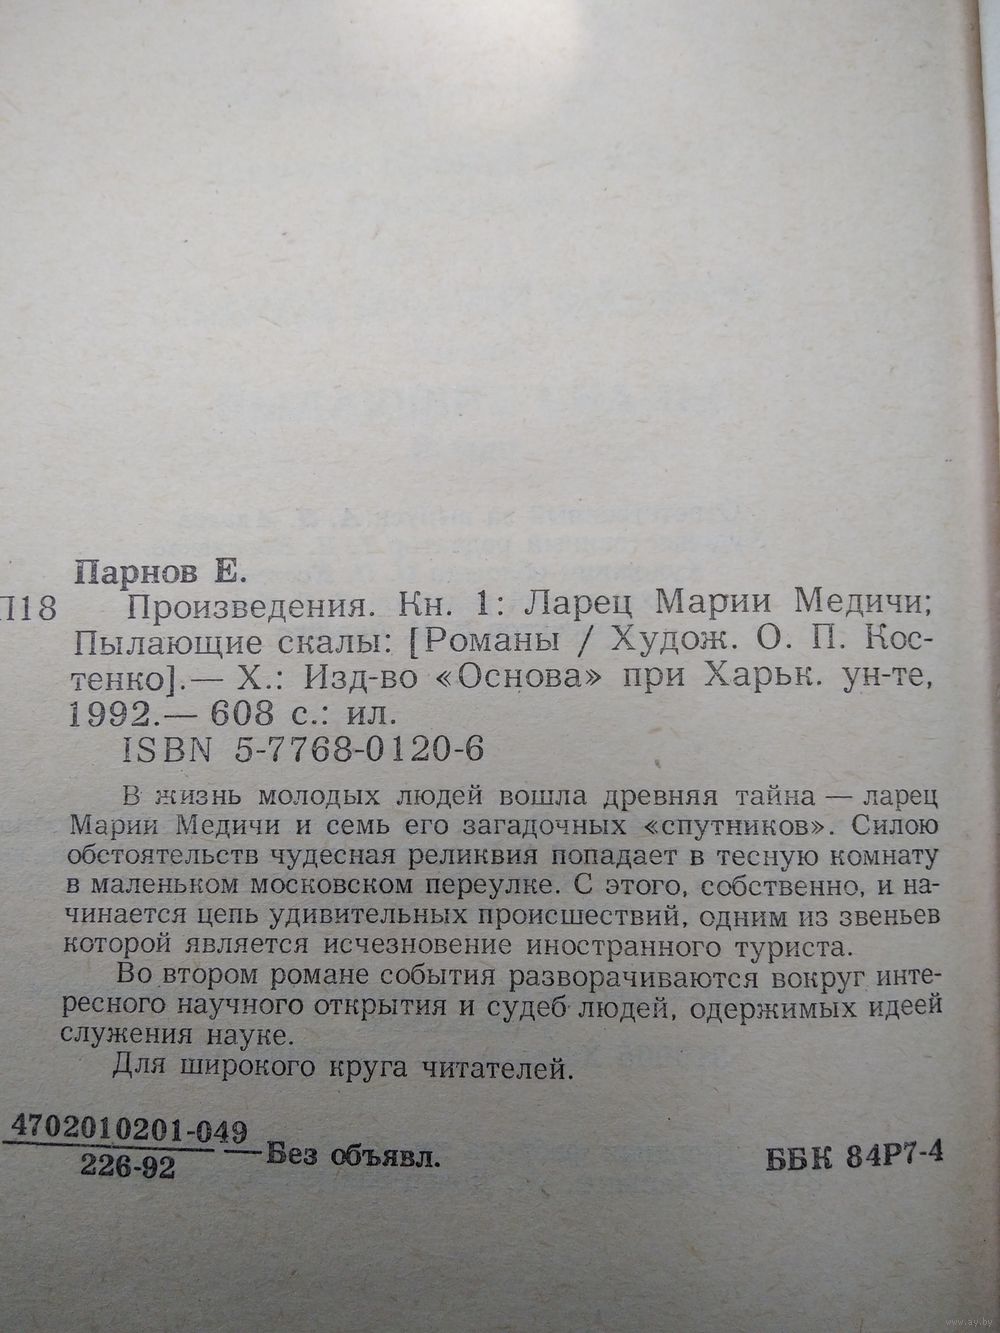 Парнов Е.
П18 Произведения. Кн. 1: Ларец Марии Медичи;
Пылающие скалы: [Романы / Худож. О. П. Кос-
тенко].— Х.: Изд-во «Основа» при Харьк. ун-те,
1992.— 608 с.: ил.
ISBN 5-7768-0120-6
В жизнь молодых людей вошла древняя тайна — ларец
Марии Медичи и семь его загадочных «спутников». Силою
обстоятельств чудесная реликвия попадает в тесную комнату
в маленьком московском переулке. С этого, собственно, и на-
чинается цепь удивительных происшествий, одним из звеньев
которой является исчезновение иностранного туриста.
Во втором романе события разворачиваются вокруг инте-
ресного научного открытия и судеб людей, одержимых идеей
служения науке.
Для широкого круга читателей.
4702010201-049
226-92 — Без объявл.
ББК 84Р7-4
www.ay.by